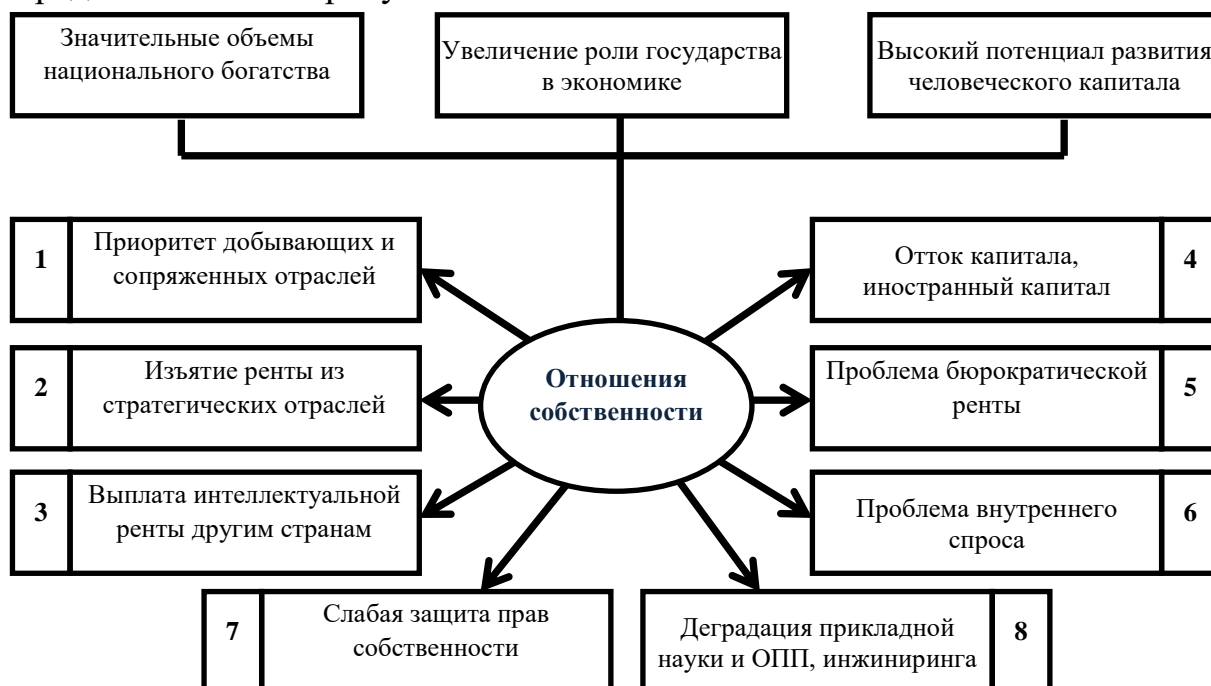 Значительные объемы
национального богатства
Увеличение роли государства
в экономике
Высокий потенциал развития
человеческого капитала
1
Приоритет добывающих и
сопряженных отраслей
Отток капитала,
иностранный капитал
4
2
Изъятие ренты из
стратегических отраслей
Отношения
собственности
Проблема бюрократической
ренты
5
3
Выплата интеллектуальной
ренты другим странам
Проблема внутреннего
спроса
6
7
Слабая защита прав
собственности
Деградация прикладной
науки и ОПП, инжиниринга
8